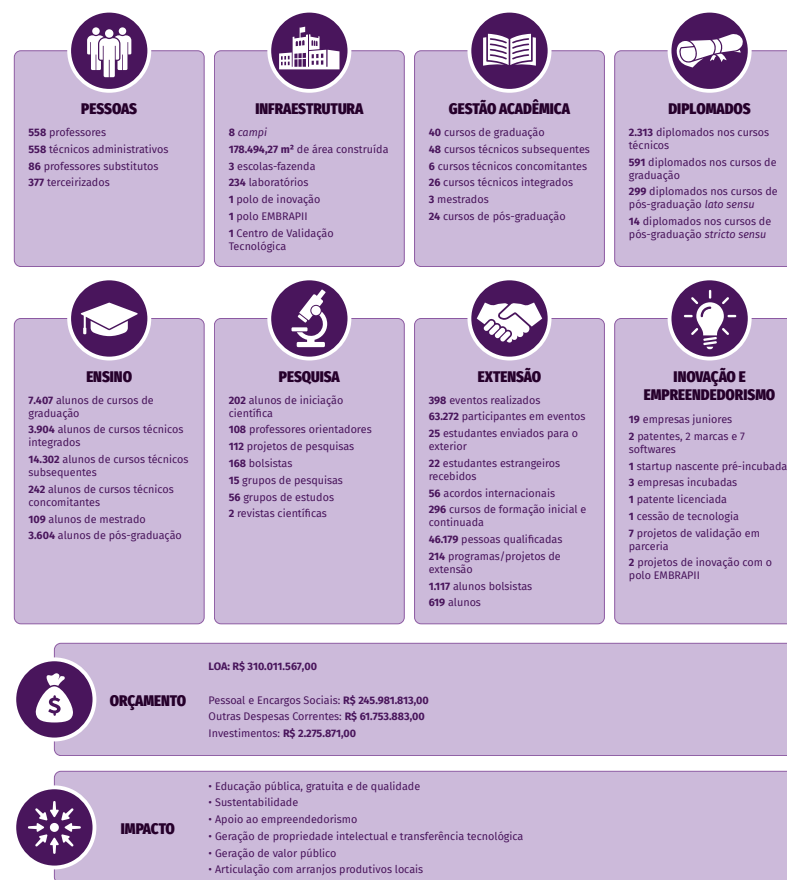 PESSOAS
558 professores
558 técnicos administrativos
86 professores substitutos
377 terceirizados
INFRAESTRUTURA
8 campi
178.494,27 m² de área construída
3 escolas-fazenda
234 laboratórios
1 polo de inovação
1 polo EMBRAPII
1 Centro de Validação
Tecnológica
GESTÃO ACADÊMICA
40 cursos de graduação
48 cursos técnicos subsequentes
6 cursos técnicos concomitantes
26 cursos técnicos integrados
3 mestrados
24 cursos de pós-graduação
DIPLOMADOS
2.313 diplomados nos cursos
técnicos
591 diplomados nos cursos de
graduação
299 diplomados nos cursos de
pós-graduação lato sensu
14 diplomados nos cursos de
pós-graduação stricto sensu
ENSINO
7.407 alunos de cursos de
graduação
3.904 alunos de cursos técnicos
integrados
14.302 alunos de cursos técnicos
subsequentes
242 alunos de cursos técnicos
concomitantes
109 alunos de mestrado
3.604 alunos de pós-graduação
PESQUISA
202 alunos de iniciação
científica
108 professores orientadores
112 projetos de pesquisas
168 bolsistas
15 grupos de pesquisas
56 grupos de estudos
2 revistas científicas
EXTENSÃO
398 eventos realizados
63.272 participantes em eventos
25 estudantes enviados para o
exterior
22 estudantes estrangeiros
recebidos
56 acordos internacionais
296 cursos de formação inicial e
continuada
46.179 pessoas qualificadas
214 programas/projetos de
extensão
1.117 alunos bolsistas
619 alunos
INOVAÇÃO E
EMPREENDEDORISMO
19 empresas juniores
2 patentes, 2 marcas e 7
softwares
1 startup nascente pré-incubada
3 empresas incubadas
1 patente licenciada
1 cessão de tecnologia
7 projetos de validação em
parceria
2 projetos de inovação com o
polo EMBRAPII
$
ORÇAMENTO
LOA: R$ 310.011.567,00
Pessoal e Encargos Sociais: R$ 245.981.813,00
Outras Despesas Correntes: R$ 61.753.883,00
Investimentos: R$ 2.275.871,00
IMPACTO
• Educação pública, gratuita e de qualidade
• Sustentabilidade
• Apoio ao empreendedorismo
• Geração de propriedade intelectual e transferência tecnológica
• Geração de valor público
• Articulação com arranjos produtivos locais